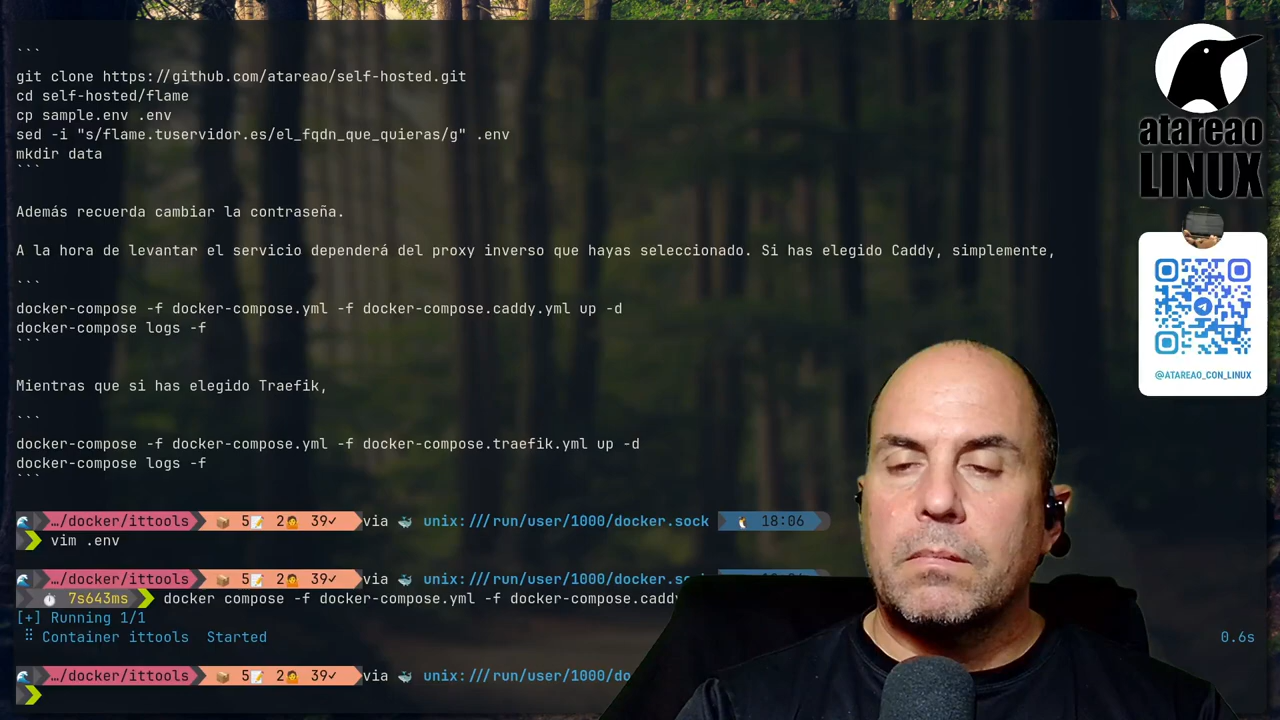 ```
git clone https://github.com/atareao/self-hosted.git
cd self-hosted/flame
cp sample.env .env
sed -i "s/flame.tuservidor.es/el_fqdn_que_quieras/g" .env
mkdir data
```
Además recuerda cambiar la contraseña.
A la hora de levantar el servicio dependerá del proxy inverso que hayas seleccionado. Si has elegido Caddy, simplemente,
```
docker-compose -f docker-compose.yml -f docker-compose.caddy.yml up -d
docker-compose logs -f
```
Mientras que si has elegido Traefik,
```
docker-compose -f docker-compose.yml -f docker-compose.traefik.yml up -d
docker-compose logs -f
```
…/docker/ittools 5 2 39✓ via unix:///run/user/1000/docker.sock 18:06
vim .env
…/docker/ittools 5 2 39✓ via unix:///run/user/1000/docker.sock
7s643ms docker compose -f docker-compose.yml -f docker-compose.caddy
[+] Running 1/1
Container ittools Started 0.6s
…/docker/ittools 5 2 39✓ via unix:///run/user/1000/do
atareao
LINUX
@ATAREAO_CON_LINUX